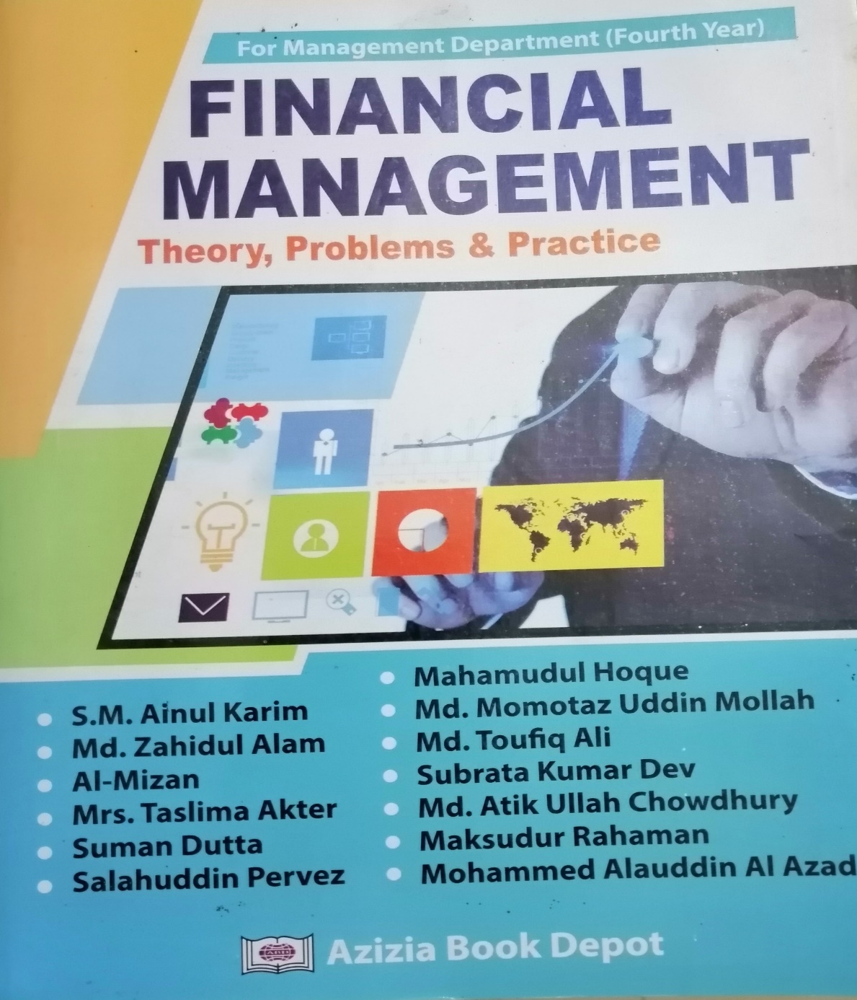 For Management Department (Fourth Year)
FINANCIAL
MANAGEMENT
Theory, Problems & Practice
S.M. Ainul Karim
Md. Zahidul Alam
Al-Mizan
Mrs. Taslima Akter
Suman Dutta
Salahuddin Pervez
Mahamudul Hoque
Md. Momotaz Uddin Mollah
Md. Toufiq Ali
Subrata Kumar Dev
Md. Atik Ullah Chowdhury
Maksudur Rahaman
Mohammed Alauddin Al Azad
ABD
Azizia Book Depot